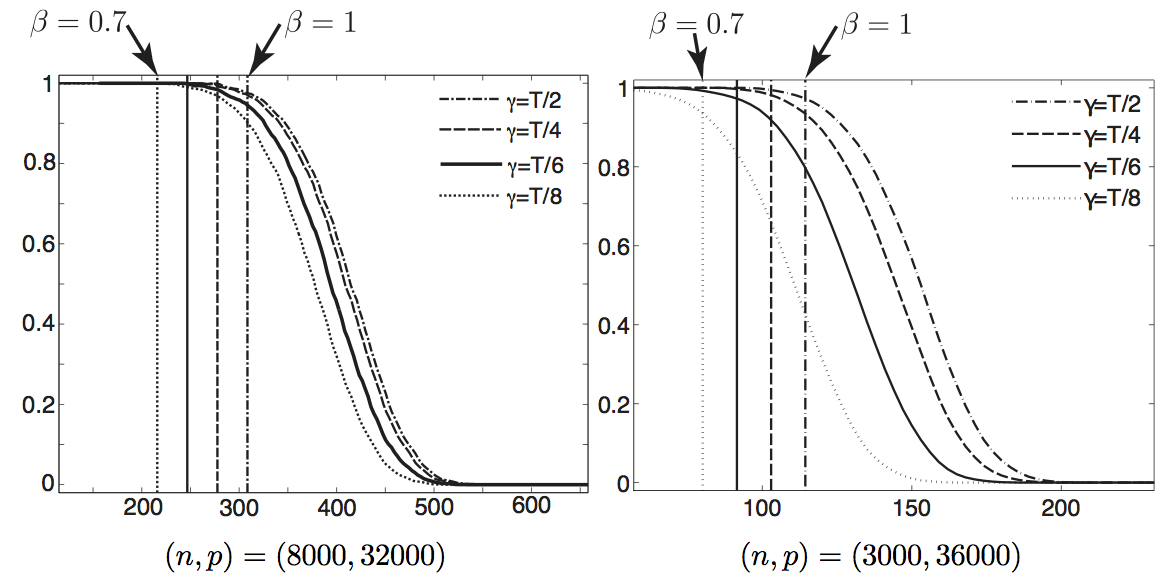 β = 0.7
β = 1
1
0.8
0.6
0.4
0.2
0
γ=T/2
γ=T/4
γ=T/6
γ=T/8
200 300 400 500 600
(n, p) = (8000, 32000)
β = 0.7
β = 1
1
0.8
0.6
0.4
0.2
0
γ=T/2
γ=T/4
γ=T/6
γ=T/8
100 150 200
(n, p) = (3000, 36000)